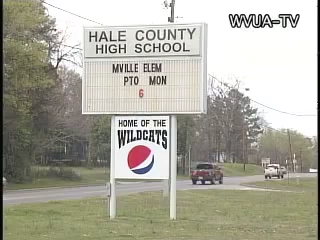 WVUA-TV
HALE COUNTY
HIGH SCHOOL
MVILLE ELEM
PTO MON
6
HOME OF THE
WILDCATS